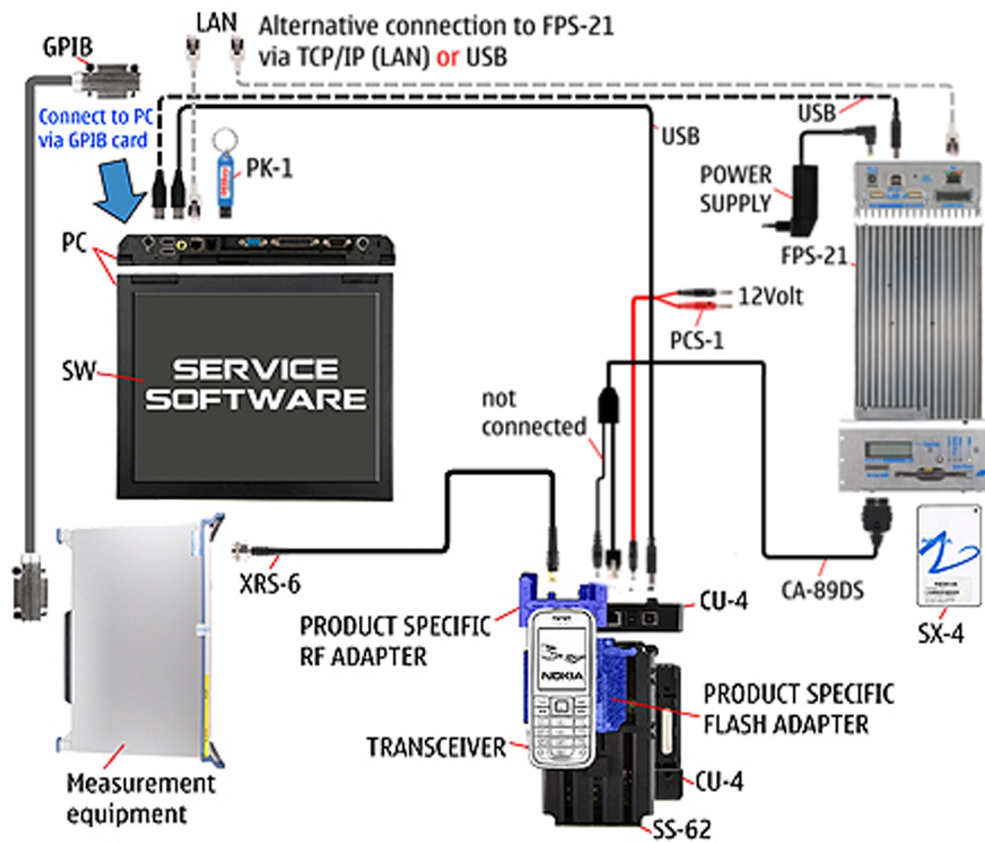 LAN
Alternative connection to FPS-21
via TCP/IP (LAN) or USB
GPIB
Connect to PC
via GPIB card
PK-1
USB
USB
POWER
SUPPLY
FPS-21
PC
12Volt
PCS-1
SW
SERVICE
SOFTWARE
not
connected
XRS-6
CA-89DS
SX-4
CU-4
PRODUCT SPECIFIC
RF ADAPTER
NOKIA
PRODUCT SPECIFIC
FLASH ADAPTER
TRANSCEIVER
Measurement
equipment
CU-4
SS-62